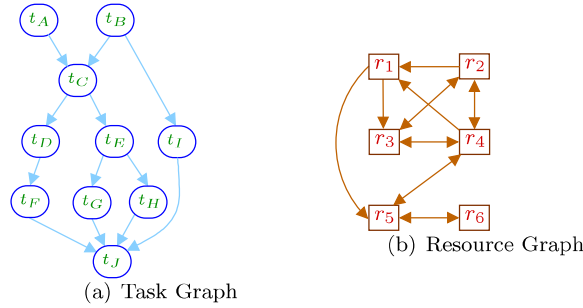 t_A
t_B
t_C
t_D
t_E
t_I
t_F
t_G
t_H
t_J
(a) Task Graph
r_1
r_2
r_3
r_4
r_5
r_6
(b) Resource Graph